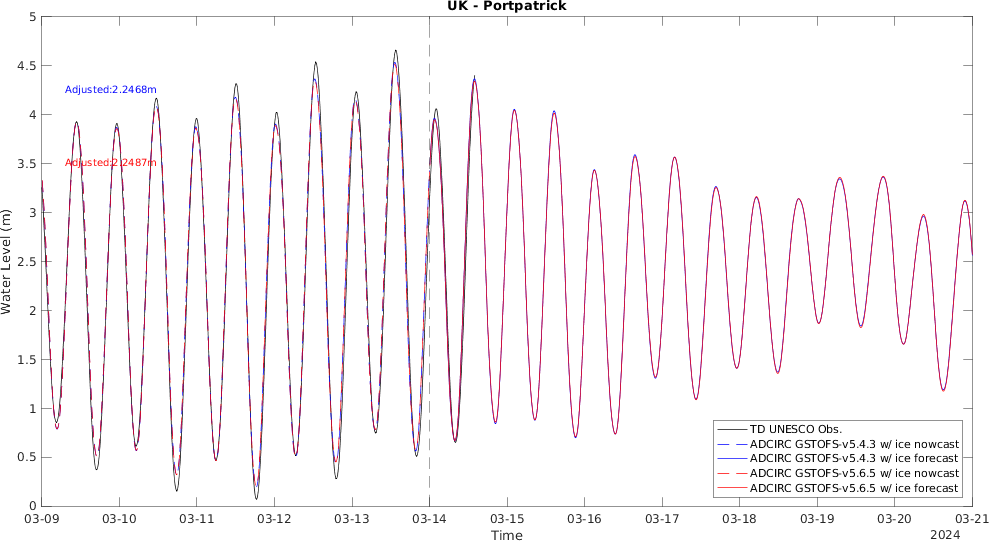 UK - Portpatrick
5
4.5
4
3.5
3
2.5
2
1.5
1
0.5
0
Water Level (m)
Adjusted:2.2468m
Adjusted:2.2487m
TD UNESCO Obs.
ADCIRC GSTOFS-v5.4.3 w/ ice nowcast
ADCIRC GSTOFS-v5.4.3 w/ ice forecast
ADCIRC GSTOFS-v5.6.5 w/ ice nowcast
ADCIRC GSTOFS-v5.6.5 w/ ice forecast
03-09 03-10 03-11 03-12 03-13 03-14 03-15 03-16 03-17 03-18 03-19 03-20 03-21
Time
2024